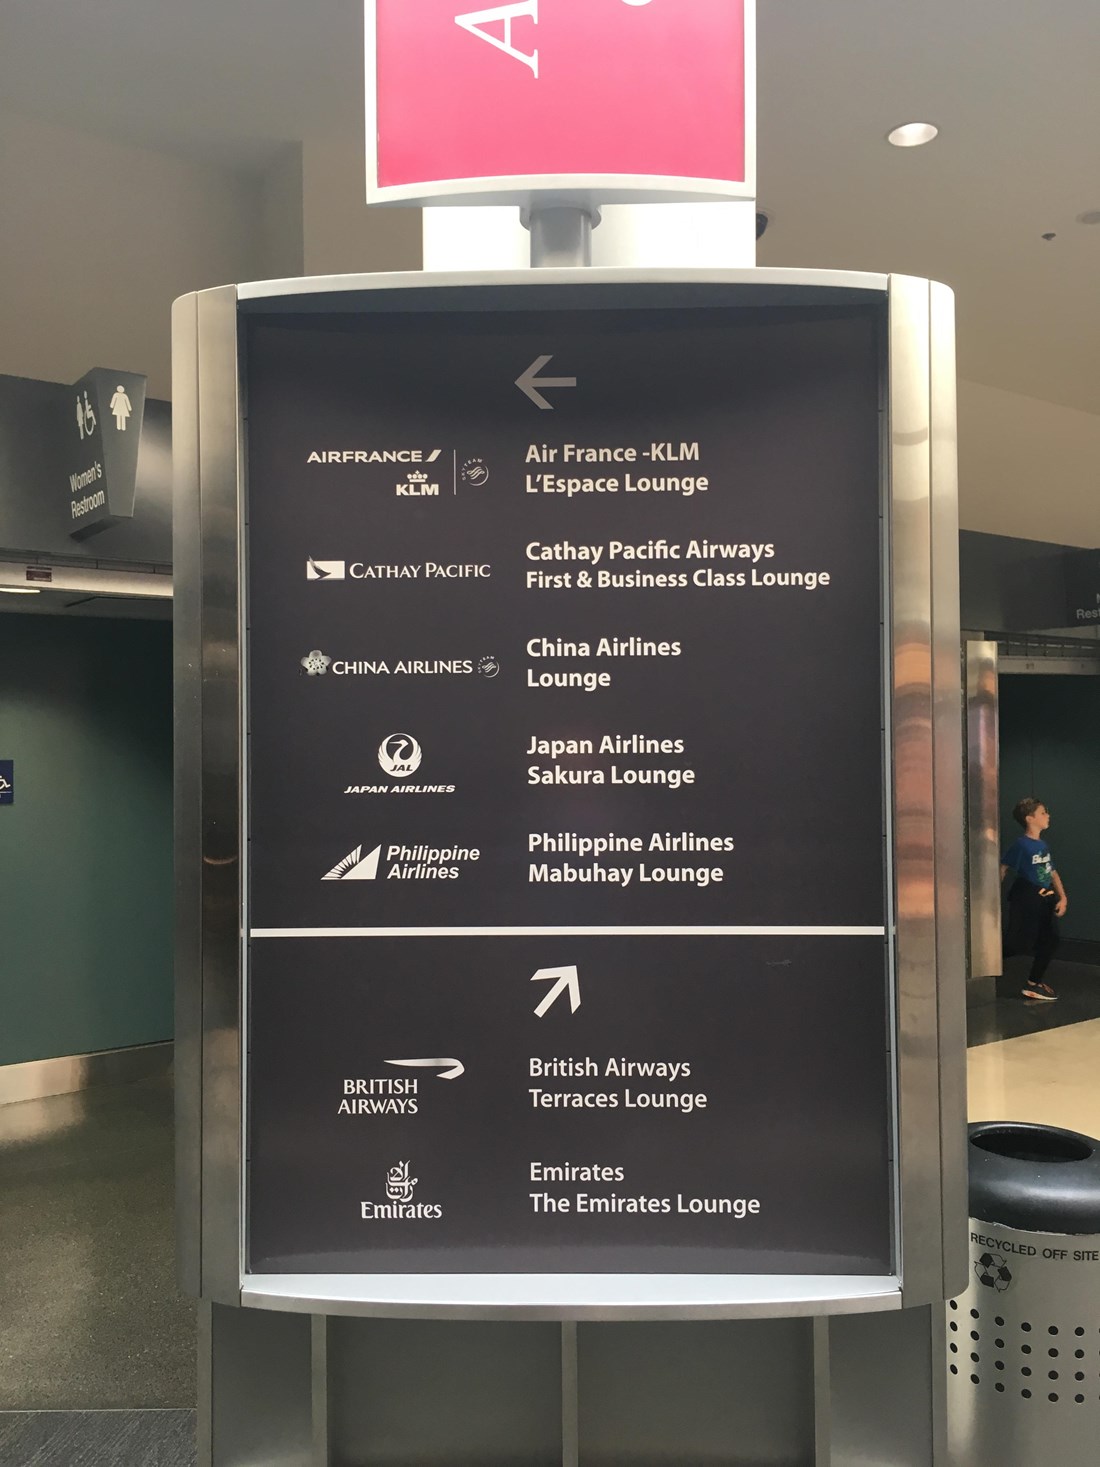 A
Women's
Restroom
←
AIRFRANCE
KLM
SKYTEAM
Air France -KLM
L'Espace Lounge
CATHAY PACIFIC
Cathay Pacific Airways
First & Business Class Lounge
CHINA AIRLINES
China Airlines
Lounge
JAL
JAPAN AIRLINES
Japan Airlines
Sakura Lounge
Philippine
Airlines
Philippine Airlines
Mabuhay Lounge
BRITISH
AIRWAYS
British Airways
Terraces Lounge
Emirates
Emirates
The Emirates Lounge
RECYCLED OFF SITE